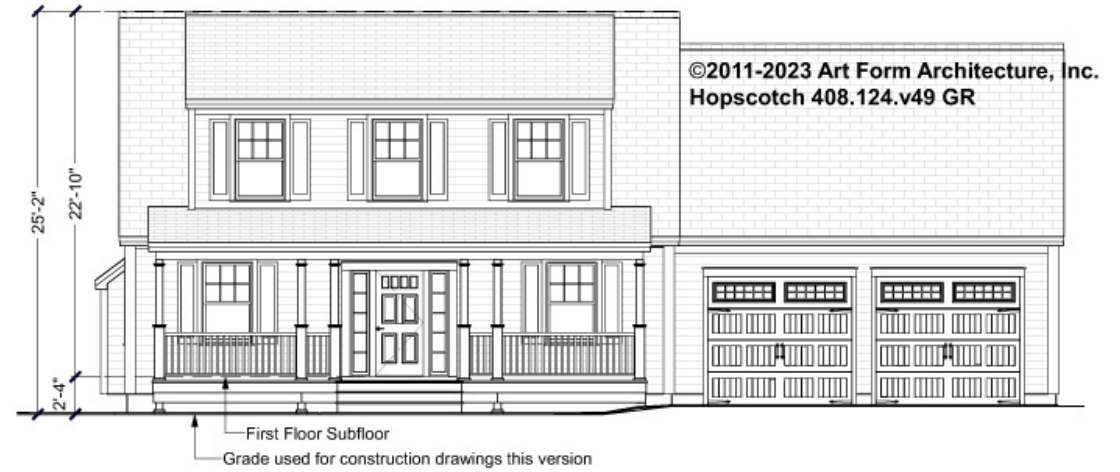 ©2011-2023 Art Form Architecture, Inc.
Hopscotch 408.124.v49 GR
25'-2"
22'-10"
2'-4"
First Floor Subfloor
Grade used for construction drawings this version